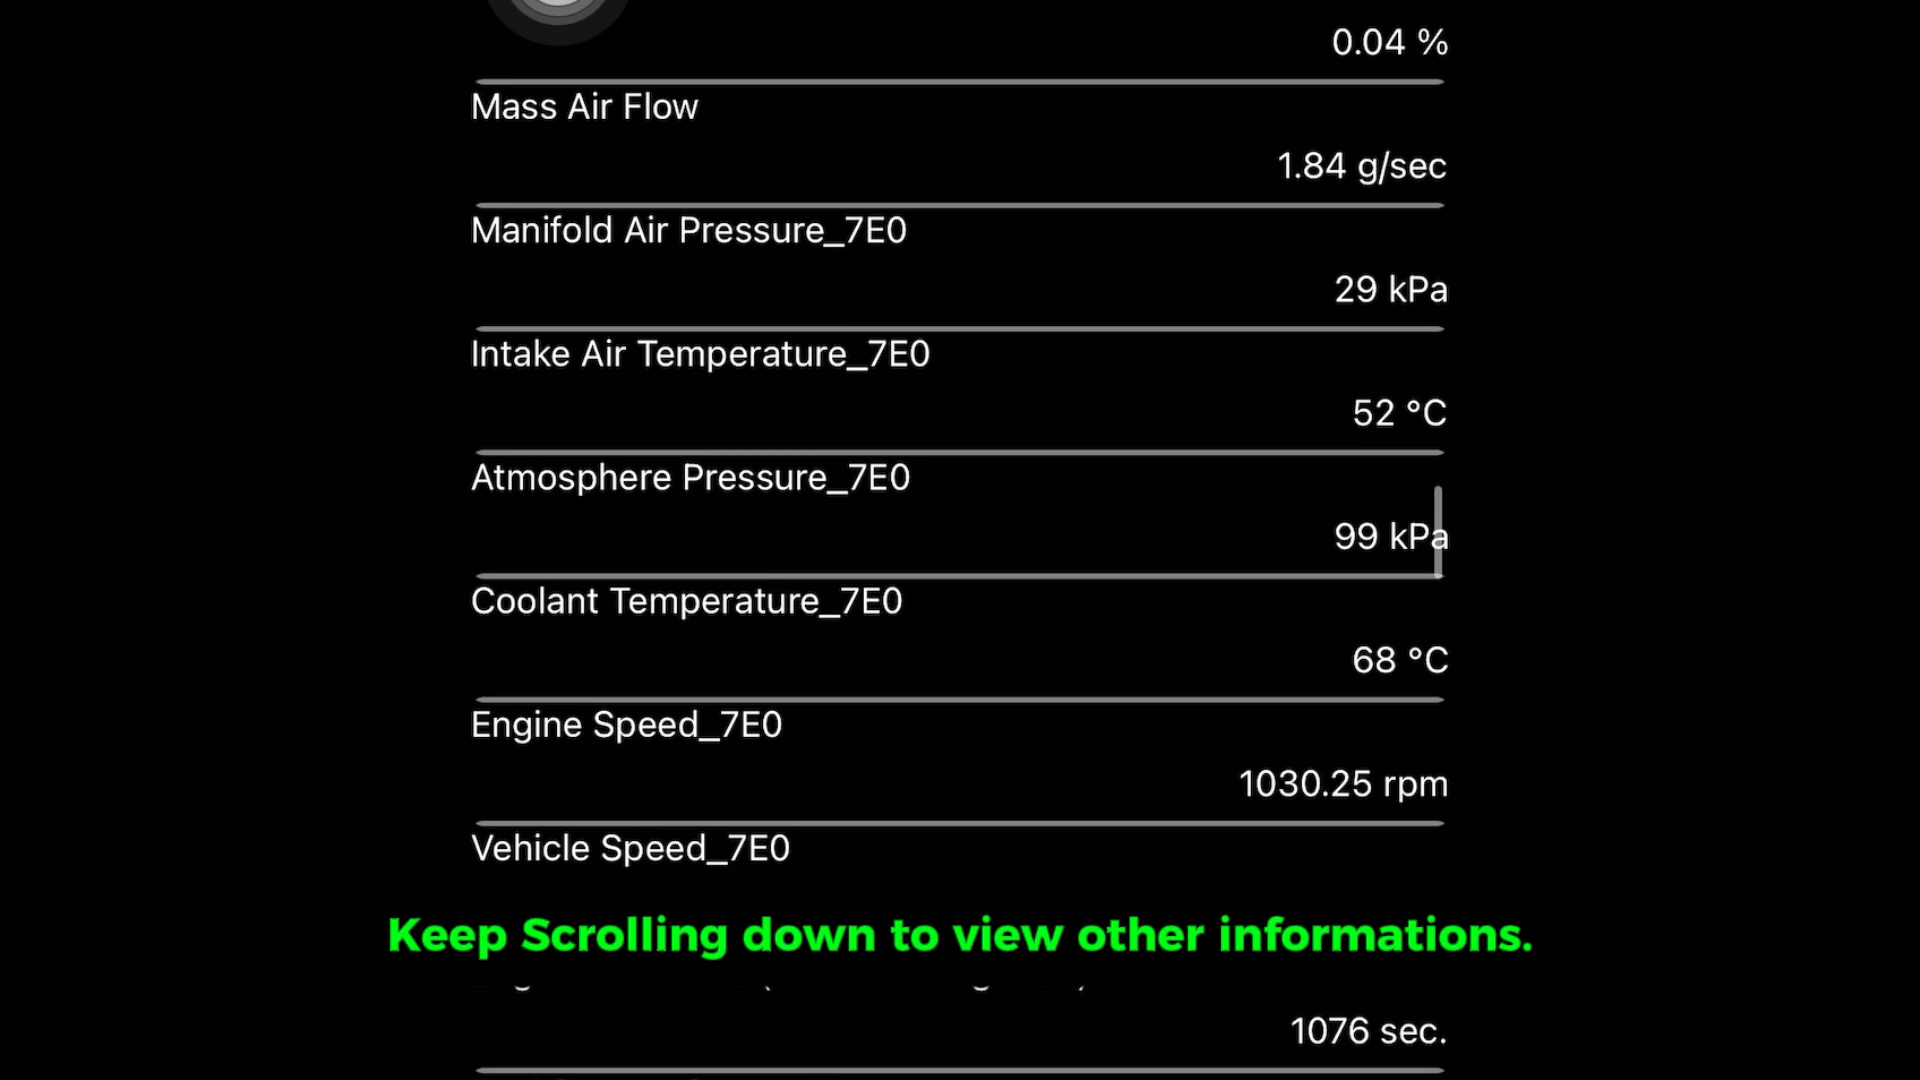 0.04 %
Mass Air Flow
1.84 g/sec
Manifold Air Pressure_7E0
29 kPa
Intake Air Temperature_7E0
52 °C
Atmosphere Pressure_7E0
99 kPa
Coolant Temperature_7E0
68 °C
Engine Speed_7E0
1030.25 rpm
Vehicle Speed_7E0
Keep Scrolling down to view other informations.
1076 sec.